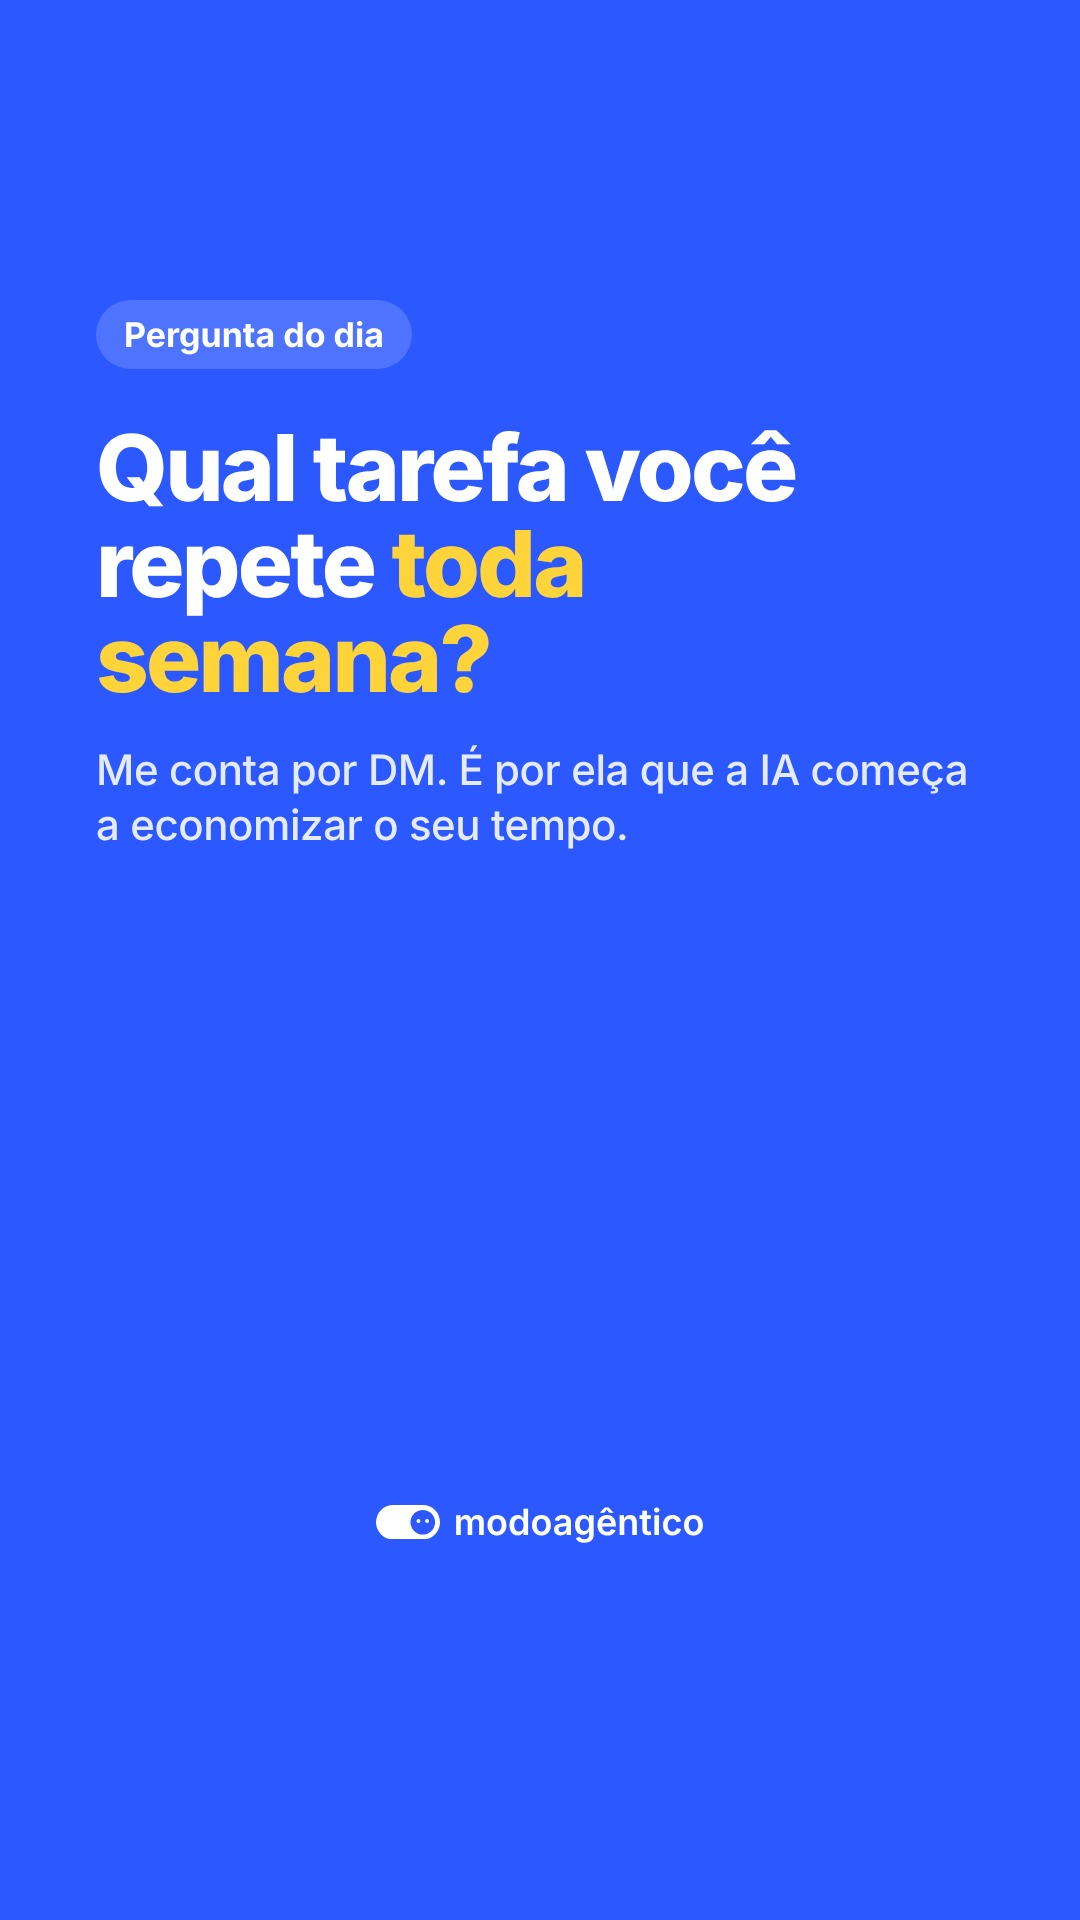 Pergunta do dia
Qual tarefa você
repete toda
semana?
Me conta por DM. É por ela que a IA começa
a economizar o seu tempo.
modoagêntico